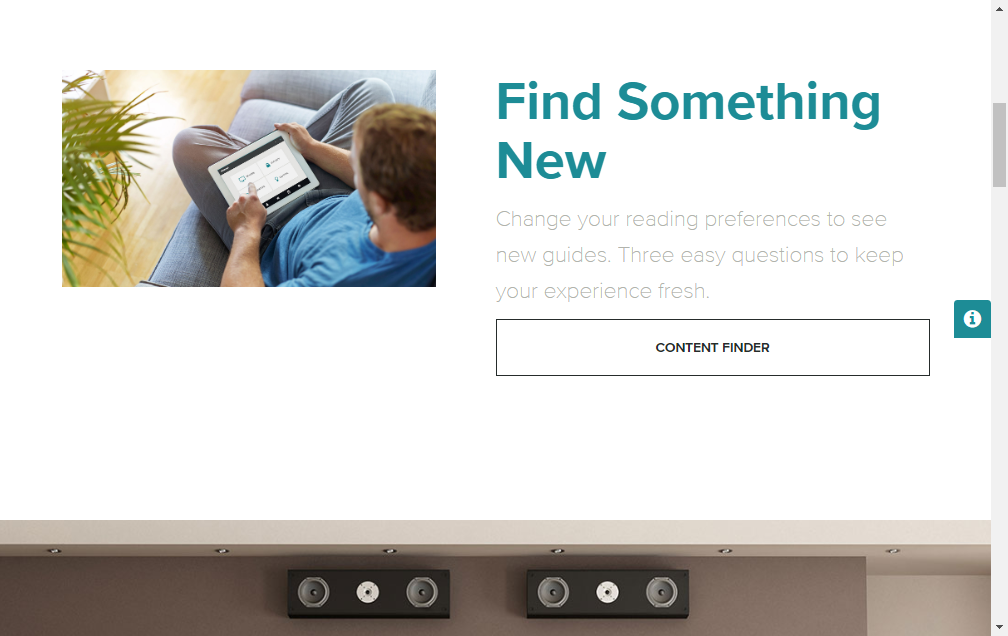 Find Something
New
Change your reading preferences to see
new guides. Three easy questions to keep
your experience fresh.
CONTENT FINDER